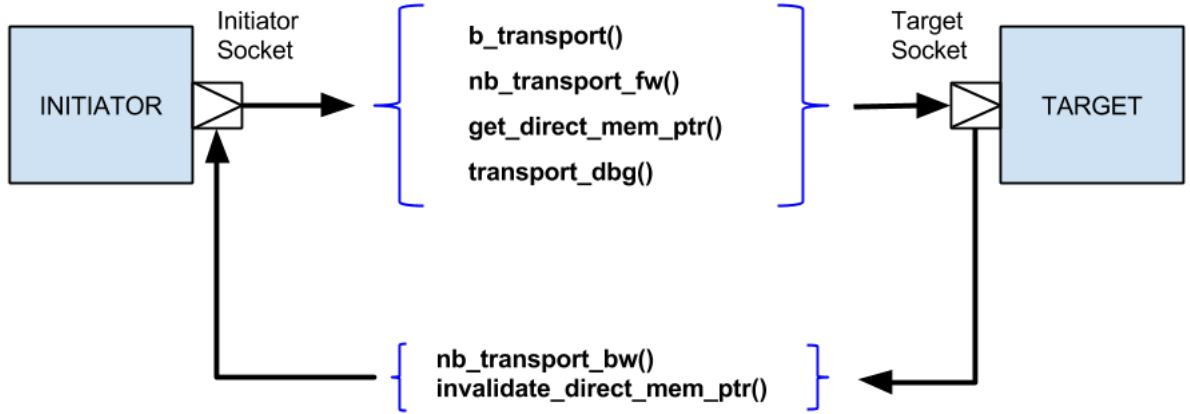 Initiator
Socket
Target
Socket
INITIATOR
b_transport()
nb_transport_fw()
get_direct_mem_ptr()
transport_dbg()
TARGET
nb_transport_bw()
invalidate_direct_mem_ptr()